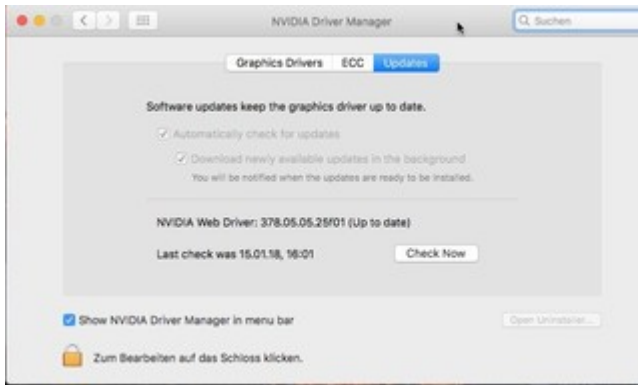 NVIDIA Driver Manager
Suchen
Graphics Drivers ECC Updates
Software updates keep the graphics driver up to date.
Automatically check for updates
Download newly available updates in the background
You will be notified when the updates are ready to be installed.
NVIDIA Web Driver: 378.05.05.25f01 (Up to date)
Last check was 15.01.18, 16:01 Check Now
Show NVIDIA Driver Manager in menu bar Open Uninstaller...
Zum Bearbeiten auf das Schloss klicken.